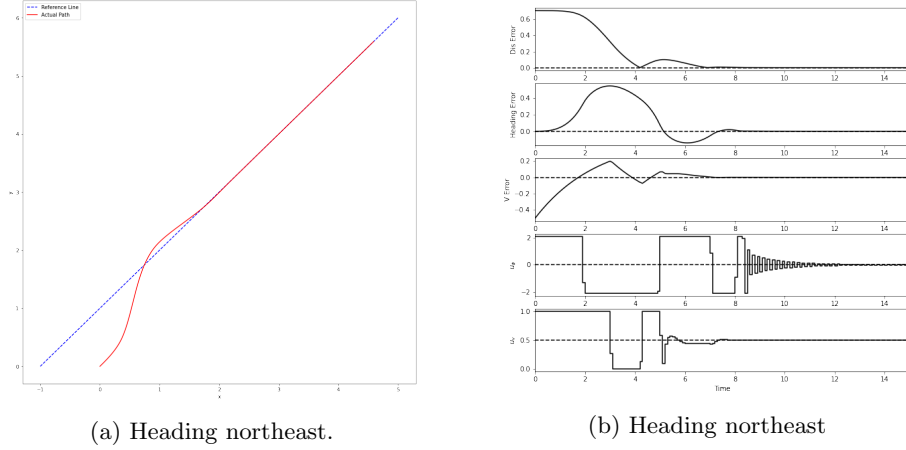 Reference Line
Actual Path
6
5
4
3
2
1
0
y
−1 0 1 2 3 4 5
x
(a) Heading northeast.
Dis Error
0.6
0.4
0.2
0.0
0 2 4 6 8 10 12 14
Heading Error
0.4
0.2
0.0
0 2 4 6 8 10 12 14
V Error
0.0
−0.2
−0.4
0 2 4 6 8 10 12 14
2
0
−2
0 2 4 6 8 10 12 14
uᵥ
1.0
0.5
0.0
0 2 4 6 8 10 12 14
Time
(b) Heading northeast